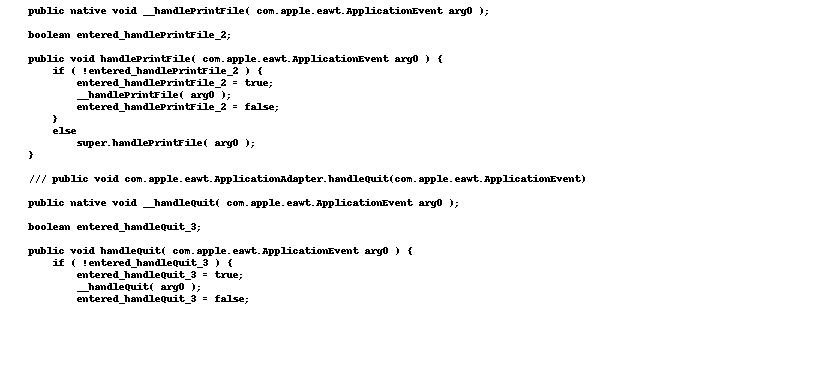 public native void __handlePrintFile( com.apple.eawt.ApplicationEvent arg0 );
boolean entered_handlePrintFile_2;
public void handlePrintFile( com.apple.eawt.ApplicationEvent arg0 ) {
if ( !entered_handlePrintFile_2 ) {
entered_handlePrintFile_2 = true;
__handlePrintFile( arg0 );
entered_handlePrintFile_2 = false;
}
else
super.handlePrintFile( arg0 );
}
/// public void com.apple.eawt.ApplicationAdapter.handleQuit(com.apple.eawt.ApplicationEvent)
public native void __handleQuit( com.apple.eawt.ApplicationEvent arg0 );
boolean entered_handleQuit_3;
public void handleQuit( com.apple.eawt.ApplicationEvent arg0 ) {
if ( !entered_handleQuit_3 ) {
entered_handleQuit_3 = true;
__handleQuit( arg0 );
entered_handleQuit_3 = false;